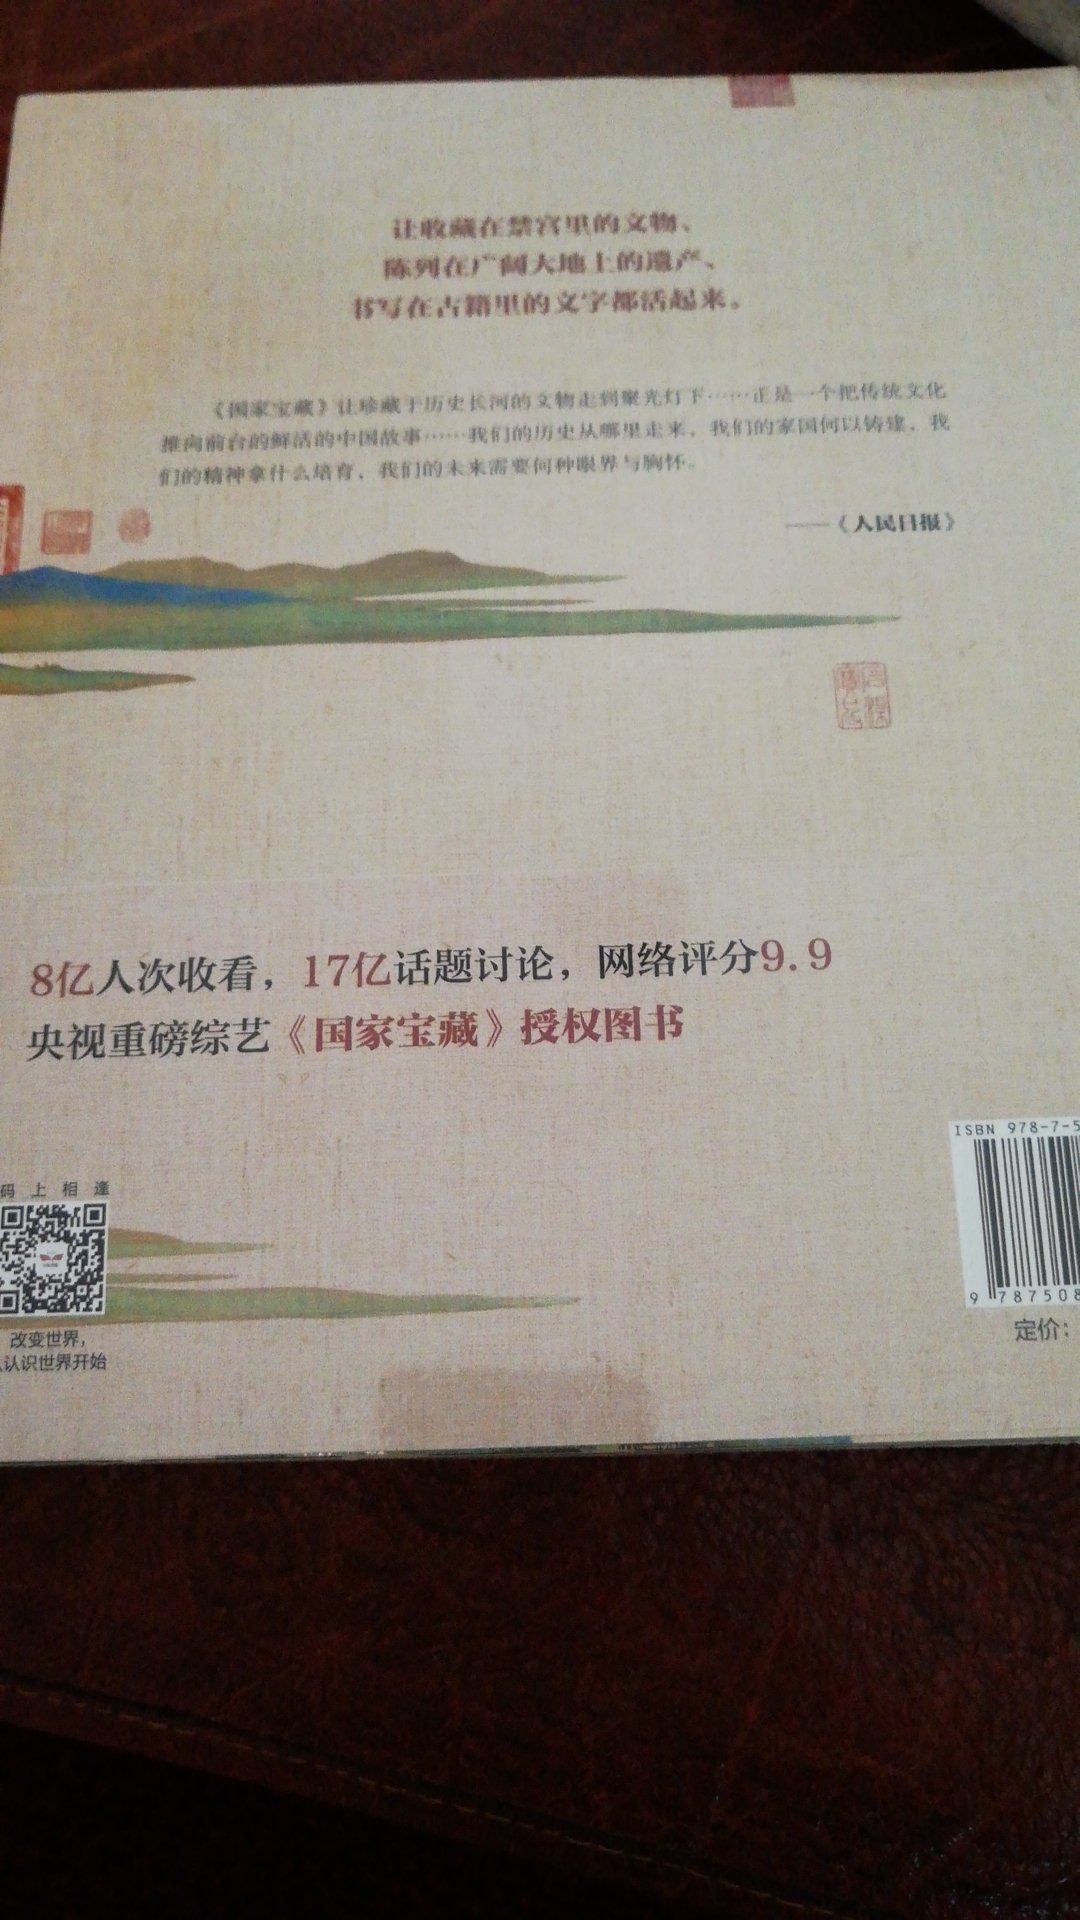 让收藏在禁宫里的文物、
陈列在广阔大地上的遗产、
书写在古籍里的文字都活起来。
《国家宝藏》让珍藏于历史长河的文物走到聚光灯下……正是一个把传统文化
推向前台的鲜活的中国故事……我们的历史从哪里走来，我们的家国何以铸建，我
们的精神拿什么培育，我们的未来需要何种眼界与胸怀。
——《人民日报》
8亿人次收看，17亿话题讨论，网络评分9.9
央视重磅综艺《国家宝藏》授权图书
ISBN 978-7-5
9 787508
定价：
码上相逢
改变世界，
认识世界开始